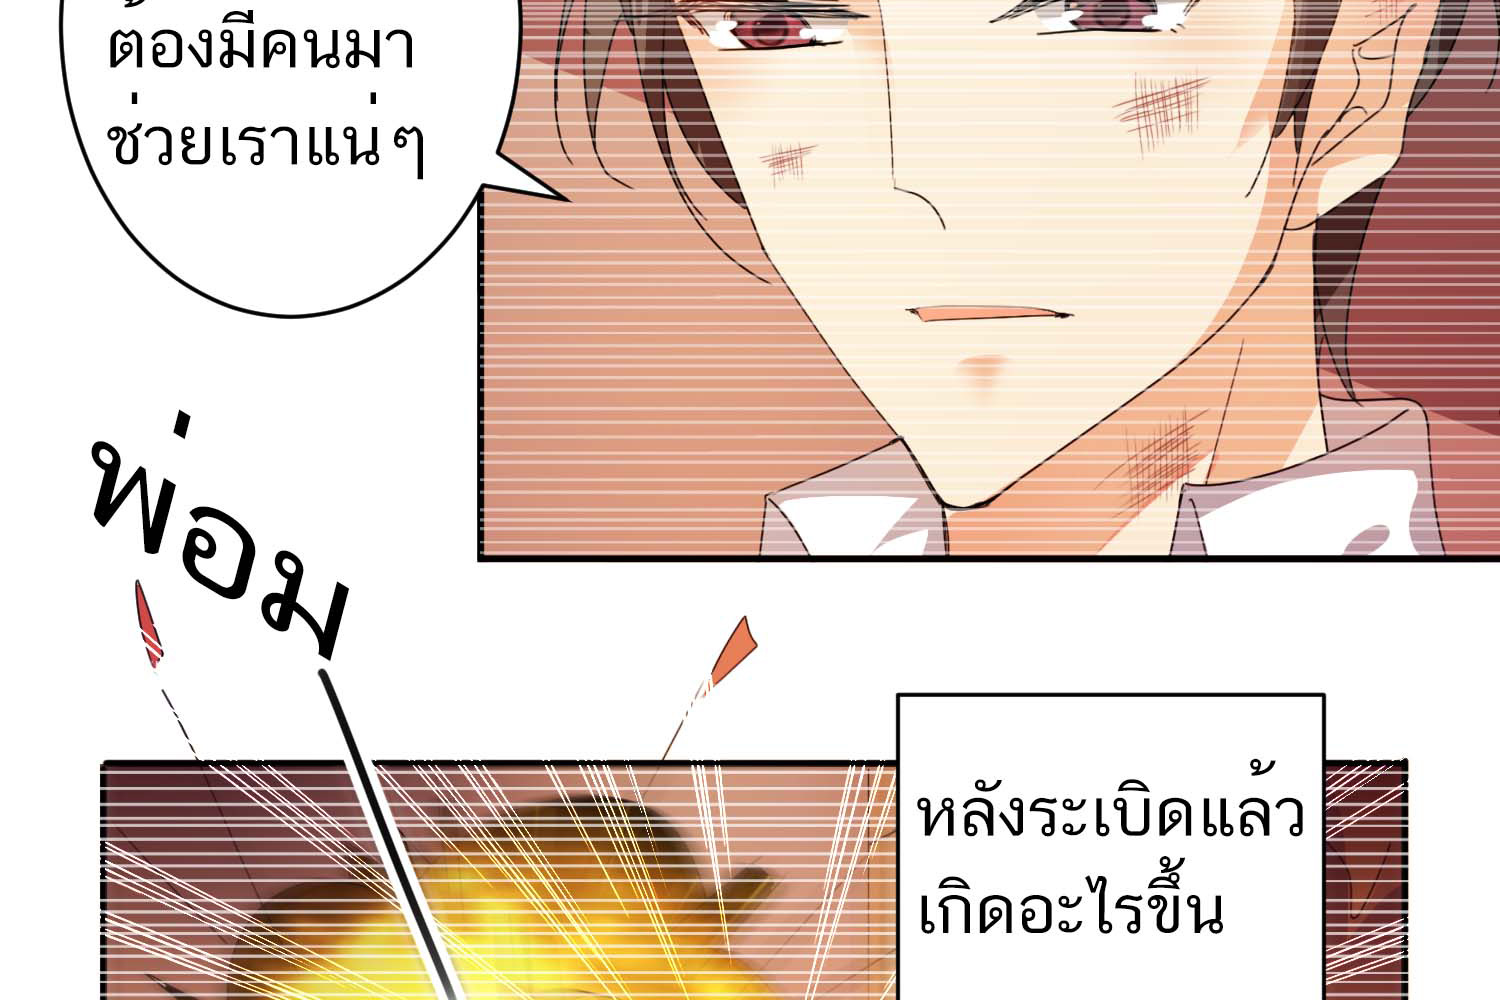 ต้องมีคนมา
ช่วยเราแน่ๆ
พ่อม
หลังระเบิดแล้ว
เกิดอะไรขึ้น